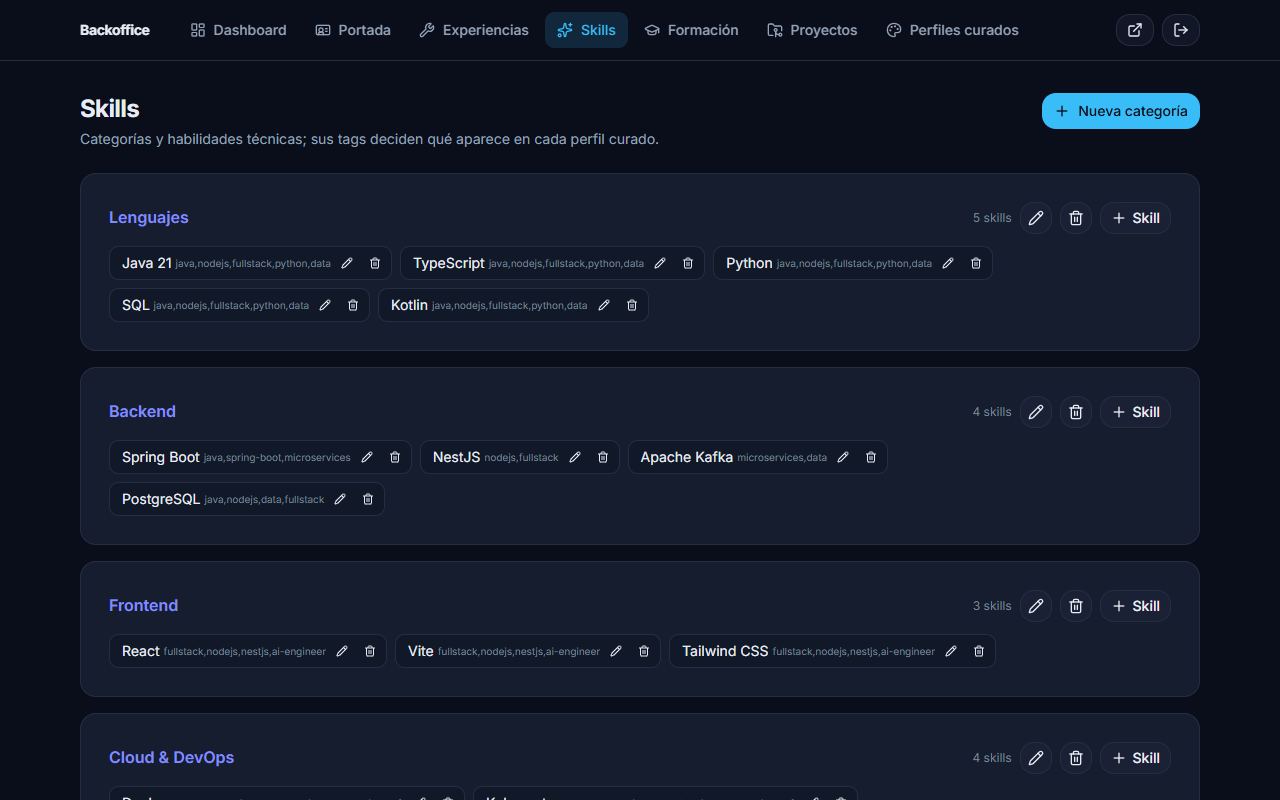 Backoffice Dashboard Portada Experiencias Skills Formación Proyectos Perfiles curados
Skills
Nueva categoría
Categorías y habilidades técnicas; sus tags deciden qué aparece en cada perfil curado.
Lenguajes 5 skills + Skill
Java 21 java,nodejs,fullstack,python,data TypeScript java,nodejs,fullstack,python,data Python java,nodejs,fullstack,python,data
SQL java,nodejs,fullstack,python,data Kotlin java,nodejs,fullstack,python,data
Backend 4 skills + Skill
Spring Boot java,spring-boot,microservices NestJS nodejs,fullstack Apache Kafka microservices,data
PostgreSQL java,nodejs,data,fullstack
Frontend 3 skills + Skill
React fullstack,nodejs,nestjs,ai-engineer Vite fullstack,nodejs,nestjs,ai-engineer Tailwind CSS fullstack,nodejs,nestjs,ai-engineer
Cloud & DevOps 4 skills + Skill